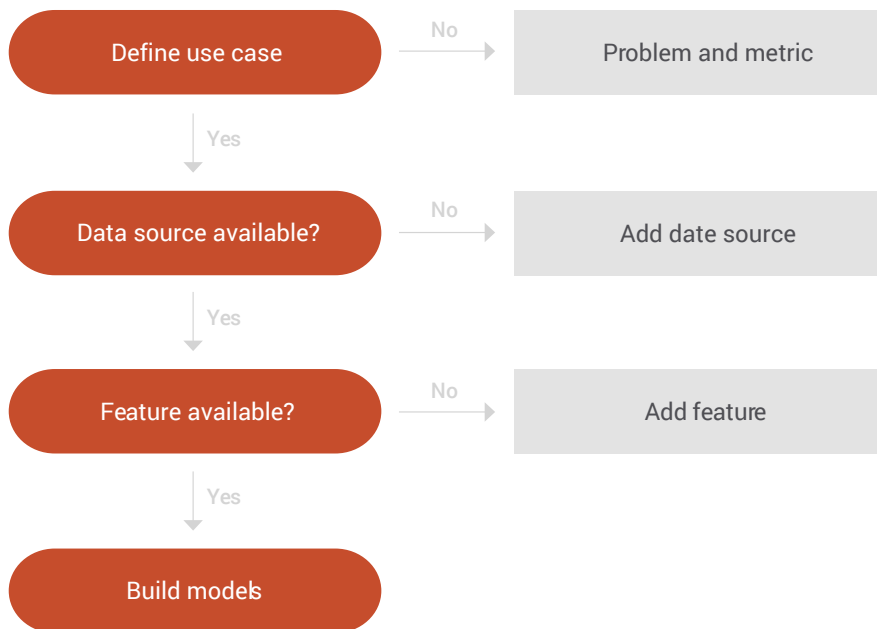 Define use case
No
Problem and metric
Yes
Data source available?
No
Add date source
Yes
Feature available?
No
Add feature
Yes
Build models